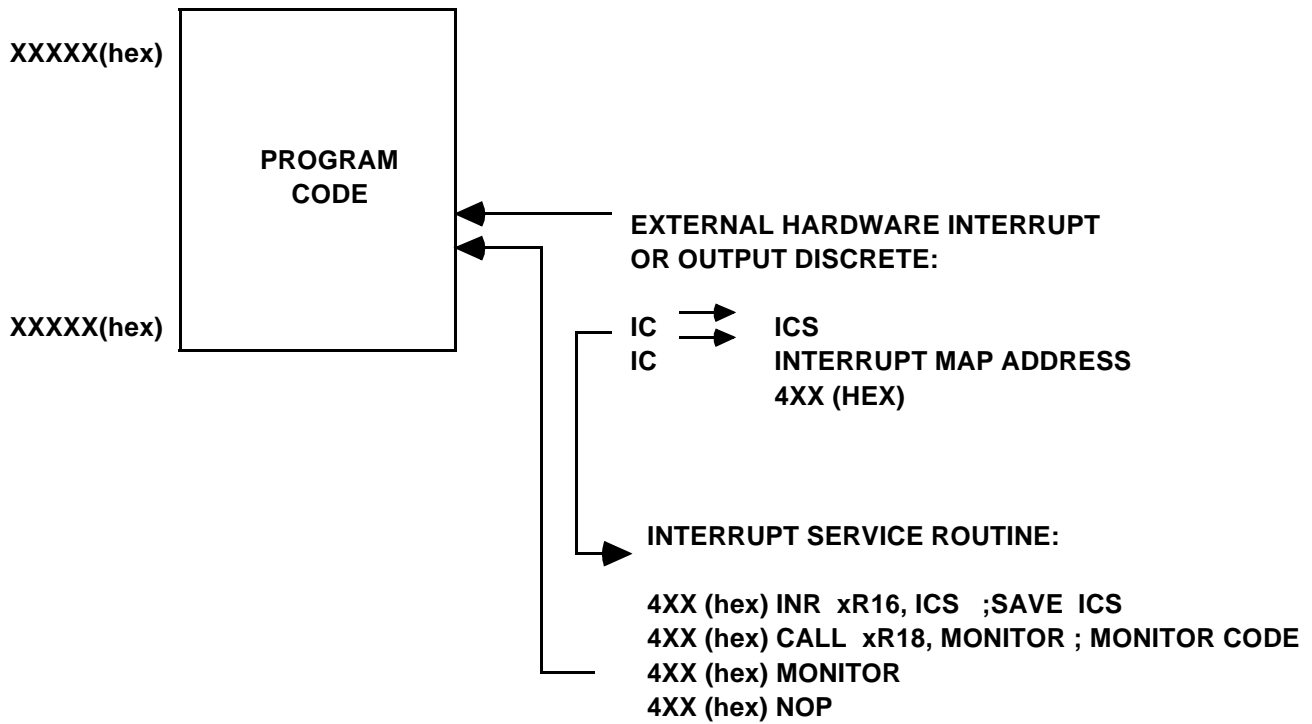 XXXXX(hex)
PROGRAM
CODE
XXXXX(hex)
EXTERNAL HARDWARE INTERRUPT
OR OUTPUT DISCRETE:
IC ICS
IC INTERRUPT MAP ADDRESS
4XX (HEX)
INTERRUPT SERVICE ROUTINE:
4XX (hex) INR xR16, ICS ;SAVE ICS
4XX (hex) CALL xR18, MONITOR ; MONITOR CODE
4XX (hex) MONITOR
4XX (hex) NOP